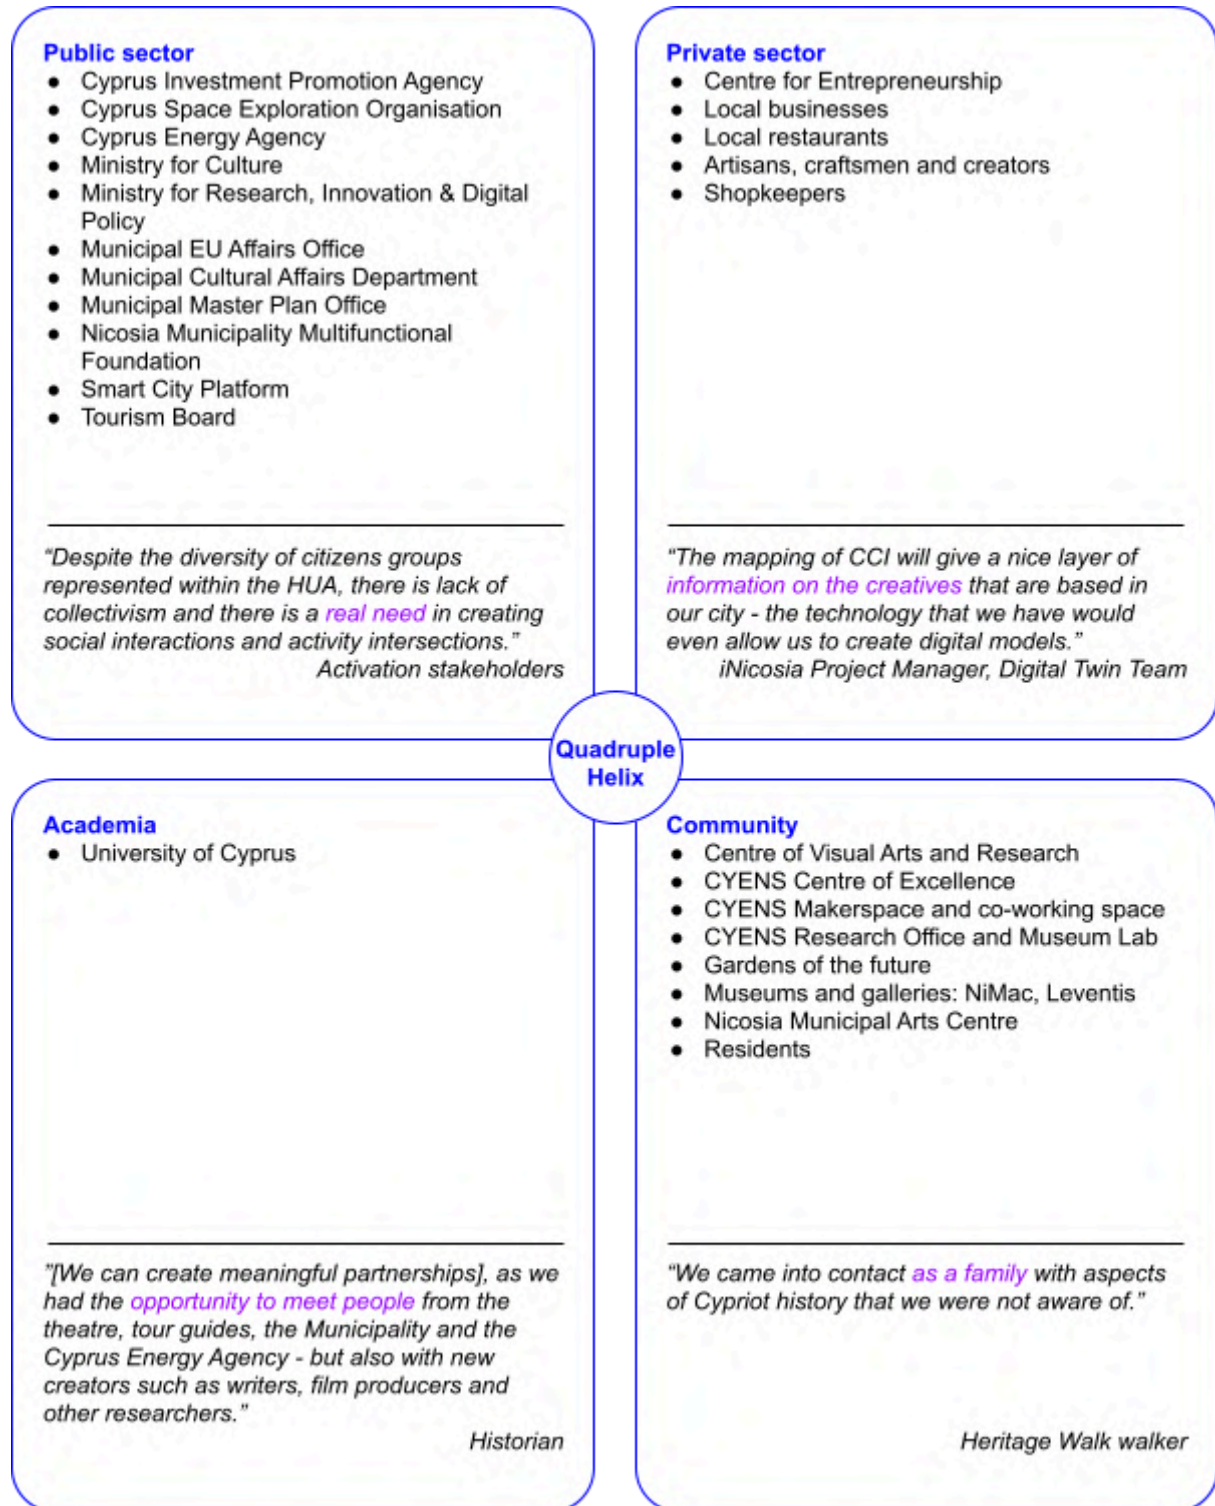 Public sector
● Cyprus Investment Promotion Agency
● Cyprus Space Exploration Organisation
● Cyprus Energy Agency
● Ministry for Culture
● Ministry for Research, Innovation & Digital
Policy
● Municipal EU Affairs Office
● Municipal Cultural Affairs Department
● Municipal Master Plan Office
● Nicosia Municipality Multifunctional
Foundation
● Smart City Platform
● Tourism Board
“Despite the diversity of citizens groups
represented within the HUA, there is lack of
collectivism and there is a real need in creating
social interactions and activity intersections.”
Activation stakeholders
Private sector
● Centre for Entrepreneurship
● Local businesses
● Local restaurants
● Artisans, craftsmen and creators
● Shopkeepers
“The mapping of CCI will give a nice layer of
information on the creatives that are based in
our city - the technology that we have would
even allow us to create digital models.”
iNicosia Project Manager, Digital Twin Team
Quadruple
Helix
Academia
● University of Cyprus
”[We can create meaningful partnerships], as we
had the opportunity to meet people from the
theatre, tour guides, the Municipality and the
Cyprus Energy Agency - but also with new
creators such as writers, film producers and
other researchers.”
Historian
Community
● Centre of Visual Arts and Research
● CYENS Centre of Excellence
● CYENS Makerspace and co-working space
● CYENS Research Office and Museum Lab
● Gardens of the future
● Museums and galleries: NiMac, Leventis
● Nicosia Municipal Arts Centre
● Residents
“We came into contact as a family with aspects
of Cypriot history that we were not aware of.”
Heritage Walk walker